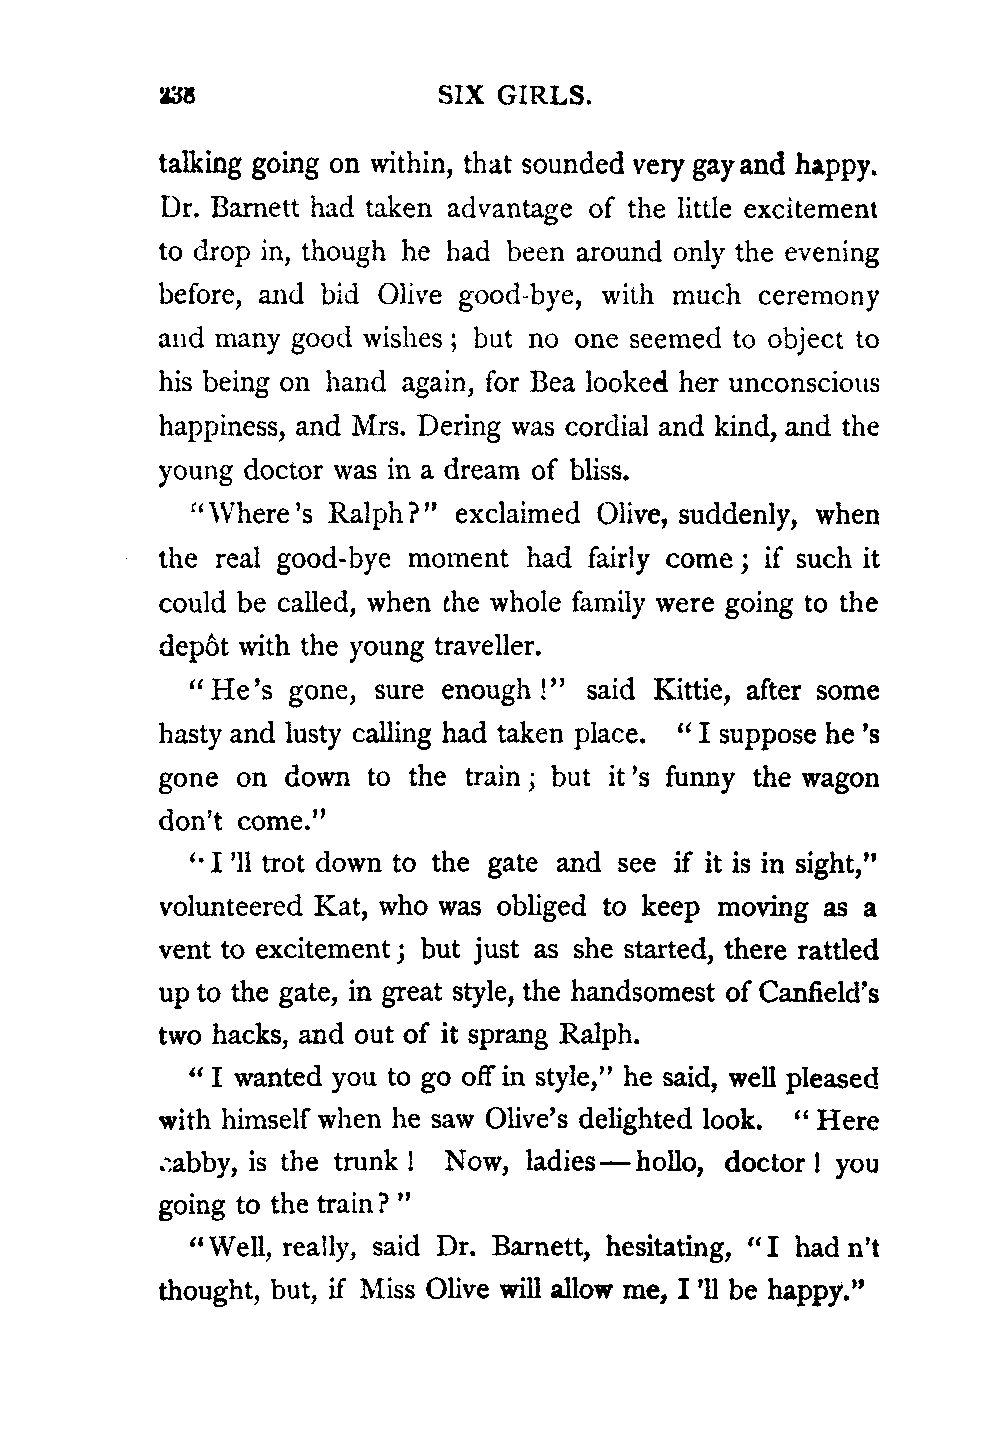 238 SIX GIRLS.
talking going on within, that sounded very gay and happy.
Dr. Barnett had taken advantage of the little excitement
to drop in, though he had been around only the evening
before, and bid Olive good-bye, with much ceremony
and many good wishes; but no one seemed to object to
his being on hand again, for Bea looked her unconscious
happiness, and Mrs. Dering was cordial and kind, and the
young doctor was in a dream of bliss.
"Where's Ralph?" exclaimed Olive, suddenly, when
the real good-bye moment had fairly come; if such it
could be called, when the whole family were going to the
depôt with the young traveller.
"He's gone, sure enough!" said Kittie, after some
hasty and lusty calling had taken place. "I suppose he's
gone on down to the train; but it's funny the wagon
don't come."
"I'll trot down to the gate and see if it is in sight,"
volunteered Kat, who was obliged to keep moving as a
vent to excitement; but just as she started, there rattled
up to the gate, in great style, the handsomest of Canfield's
two hacks, and out of it sprang Ralph.
"I wanted you to go off in style," he said, well pleased
with himself when he saw Olive's delighted look. "Here
cabby, is the trunk! Now, ladies—hollo, doctor! you
going to the train?"
"Well, really, said Dr. Barnett, hesitating, "I had n't
thought, but, if Miss Olive will allow me, I'll be happy."